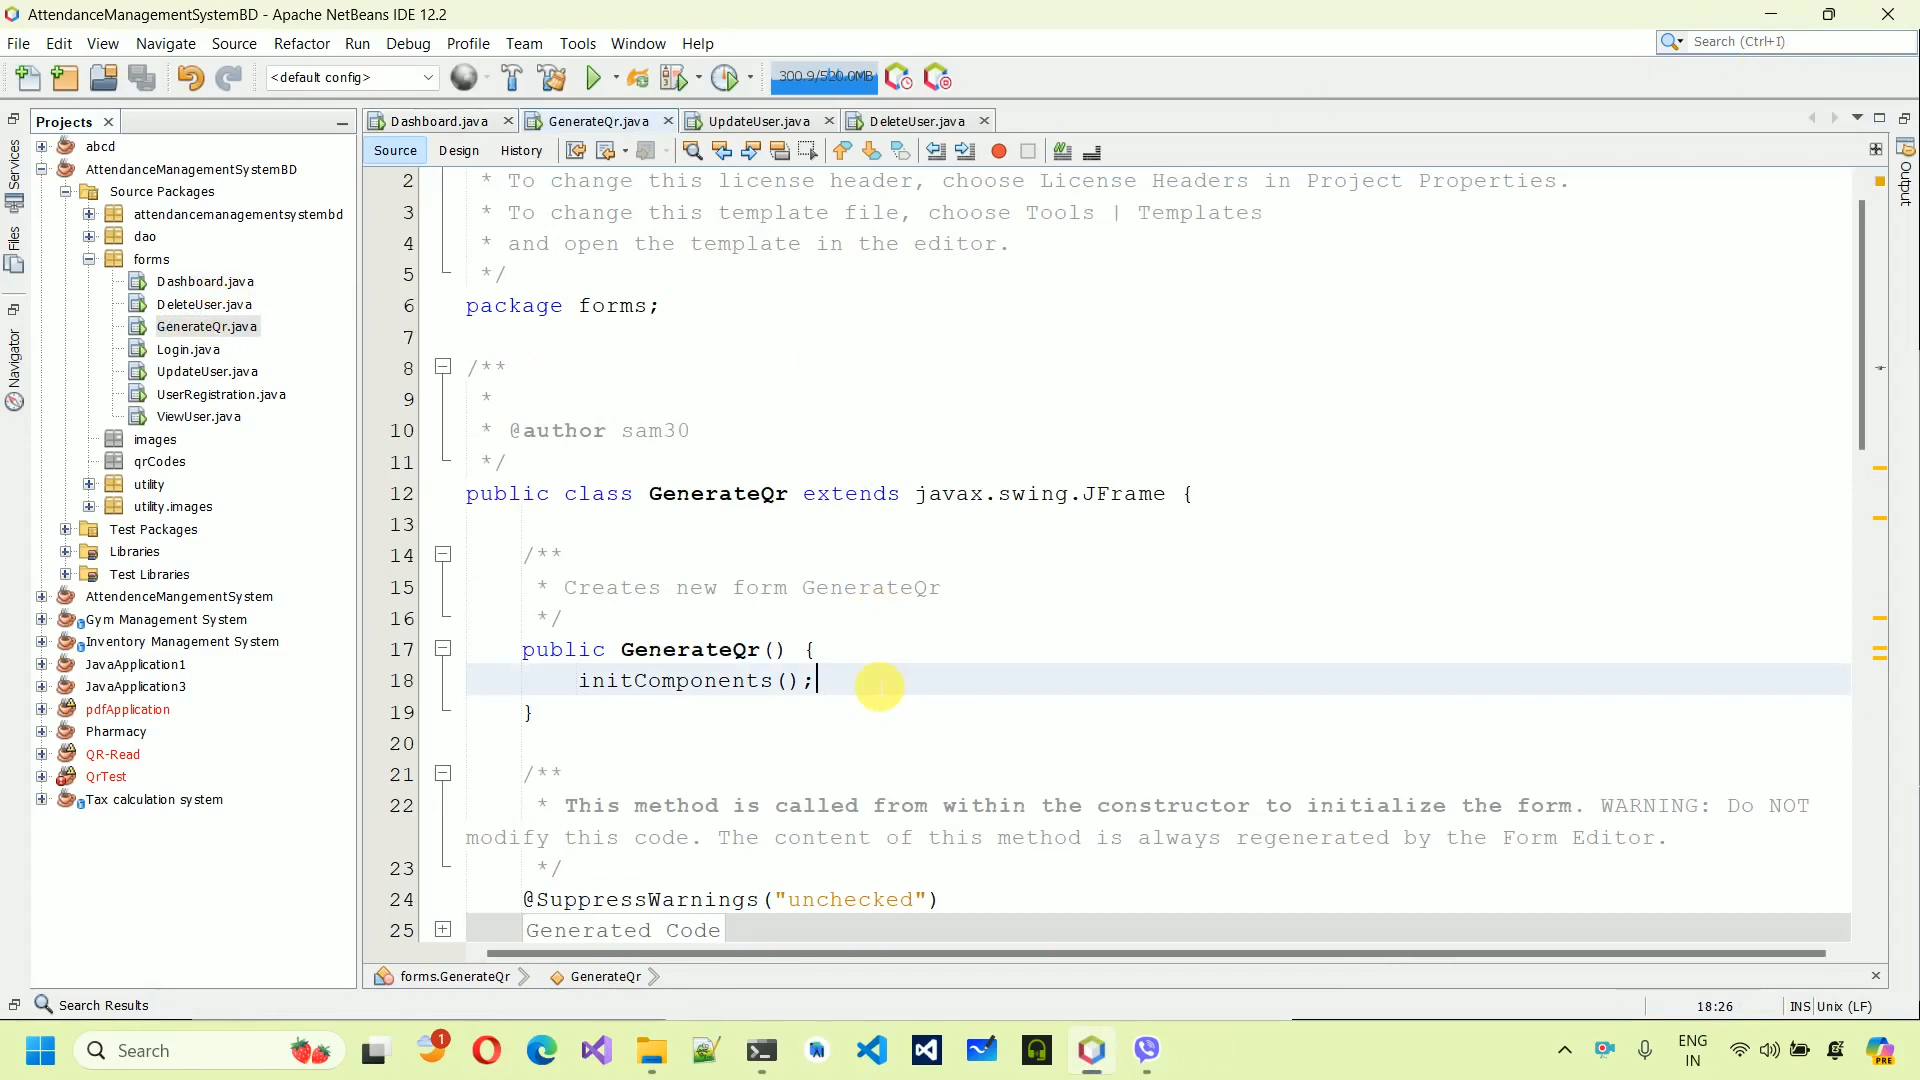 AttendanceManagementSystemBD - Apache NetBeans IDE 12.2
File Edit View Navigate Source Refactor Run Debug Profile Team Tools Window Help
Search (Ctrl+I)
<default config>
300.9/520.0MB
Projects
Dashboard.java
GenerateQr.java
UpdateUser.java
DeleteUser.java
Source Design History
Services
Files
Navigator
Output
abcd
AttendanceManagementSystemBD
Source Packages
attendancemanagementsystembd
dao
forms
Dashboard.java
DeleteUser.java
GenerateQr.java
Login.java
UpdateUser.java
UserRegistration.java
ViewUser.java
images
qrCodes
utility
utility.images
Test Packages
Libraries
Test Libraries
AttendenceMangementSystem
Gym Management System
Inventory Management System
JavaApplication1
JavaApplication3
pdfApplication
Pharmacy
QR-Read
QrTest
Tax calculation system
2 * To change this license header, choose License Headers in Project Properties.
3 * To change this template file, choose Tools | Templates
4 * and open the template in the editor.
5 */
6 package forms;
7
8 /**
9 *
10 * @author sam30
11 */
12 public class GenerateQr extends javax.swing.JFrame {
13
14 /**
15 * Creates new form GenerateQr
16 */
17 public GenerateQr() {
18 initComponents();
19 }
20
21 /**
22 * This method is called from within the constructor to initialize the form. WARNING: Do NOT
modify this code. The content of this method is always regenerated by the Form Editor.
23 */
24 @SuppressWarnings("unchecked")
25 Generated Code
forms.GenerateQr
GenerateQr
Search Results
18:26
INS Unix (LF)
Search
1
ENG
IN
PRE